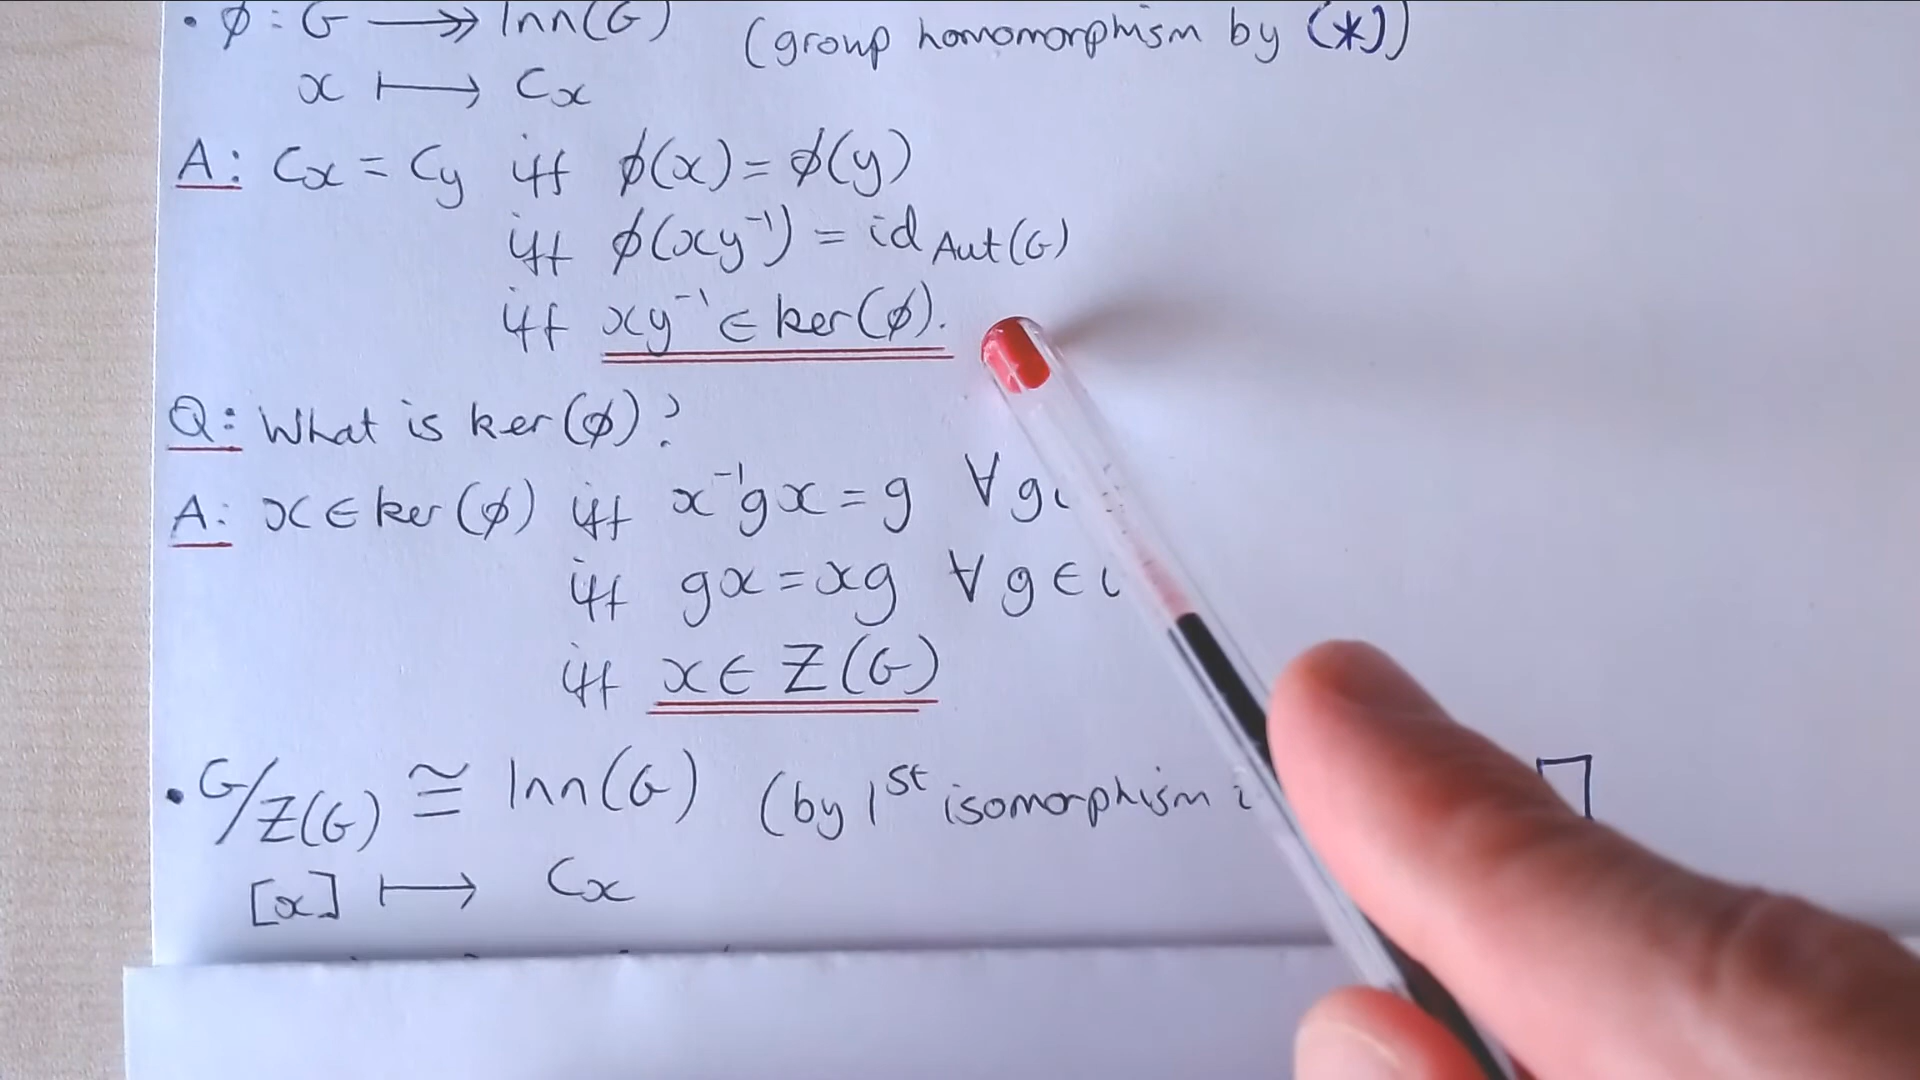 • φ: G ↠ Inn(G) (group homomorphism by (*))
x ⟼ Cx
A: Cx = Cy iff φ(x) = φ(y)
iff φ(xy⁻¹) = id Aut(G)
iff xy⁻¹ ∈ ker(φ).
Q: What is ker(φ)?
A: x ∈ ker(φ) iff x⁻¹gx = g ∀ g
iff gx = xg ∀ g ∈
iff x ∈ Z(G)
• G/Z(G) ≅ Inn(G) (by 1st isomorphism
[x] ⟼ Cx